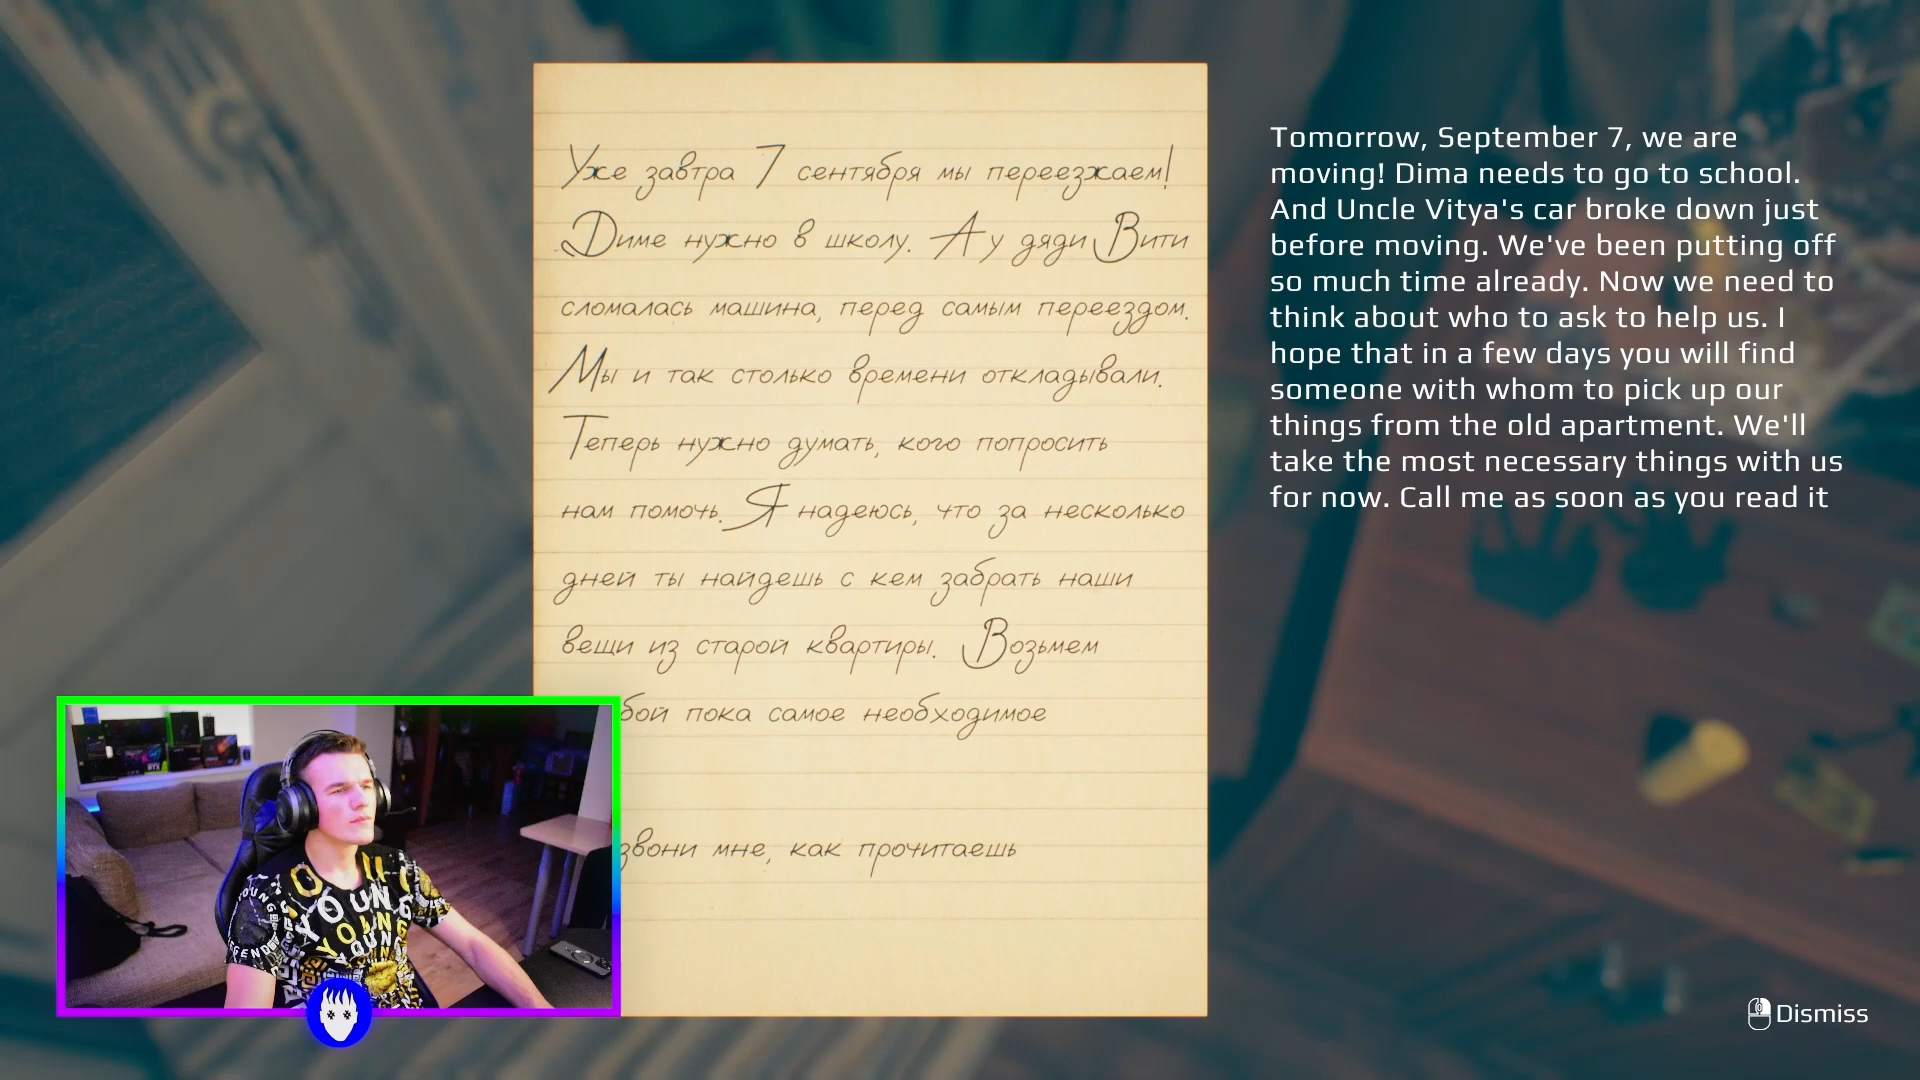 Уже завтра 7 сентября мы переезжаем!
Диме нужно в школу. А у дяди Вити
сломалась машина, перед самым переездом.
Мы и так столько времени откладывали.
Теперь нужно думать, кого попросить
нам помочь. Я надеюсь, что за несколько
дней ты найдешь с кем забрать наши
вещи из старой квартиры. Возьмем
пока самое необходимое
мне, как прочитаешь
Tomorrow, September 7, we are
moving! Dima needs to go to school.
And Uncle Vitya's car broke down just
before moving. We've been putting off
so much time already. Now we need to
think about who to ask to help us. I
hope that in a few days you will find
someone with whom to pick up our
things from the old apartment. We'll
take the most necessary things with us
for now. Call me as soon as you read it
YOUNG
YOUNG
Dismiss